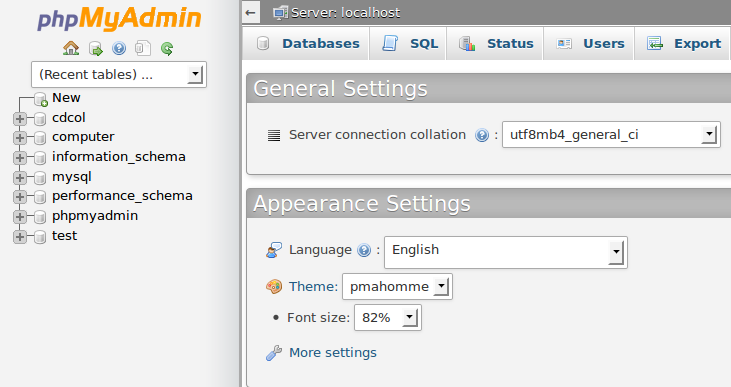 phpMyAdmin
(Recent tables) ...
New
cdcol
computer
information_schema
mysql
performance_schema
phpmyadmin
test
Server: localhost
Databases
SQL
Status
Users
Export
General Settings
Server connection collation : utf8mb4_general_ci
Appearance Settings
Language : English
Theme: pmahomme
• Font size: 82%
More settings